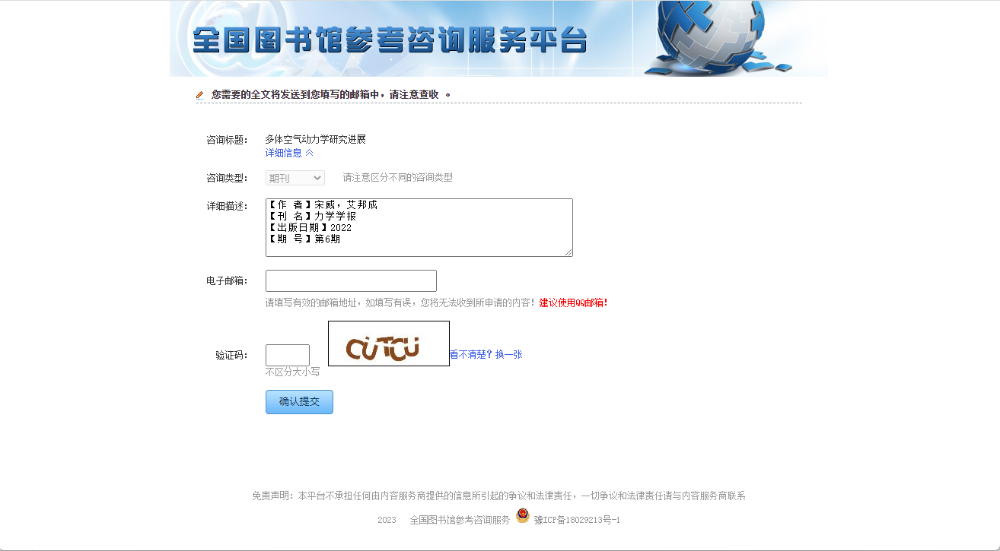 全国图书馆参考咨询服务平台
您需要的全文将发送到您填写的邮箱中，请注意查收 。
咨询标题： 多体空气动力学研究进展
详细信息
咨询类型： 期刊 请注意区分不同的咨询类型
详细描述： 【作 者】宋威，艾邦成
【刊 名】力学学报
【出版日期】2022
【期 号】第6期
电子邮箱：
请填写有效的邮箱地址，如填写有误，您将无法收到所申请的内容！建议使用QQ邮箱！
验证码： 看不清楚？换一张
不区分大小写
确认提交
免责声明：本平台不承担任何由内容服务商提供的信息所引起的争议和法律责任，一切争议和法律责任请与内容服务商联系
2023 全国图书馆参考咨询服务 豫ICP备18029213号-1